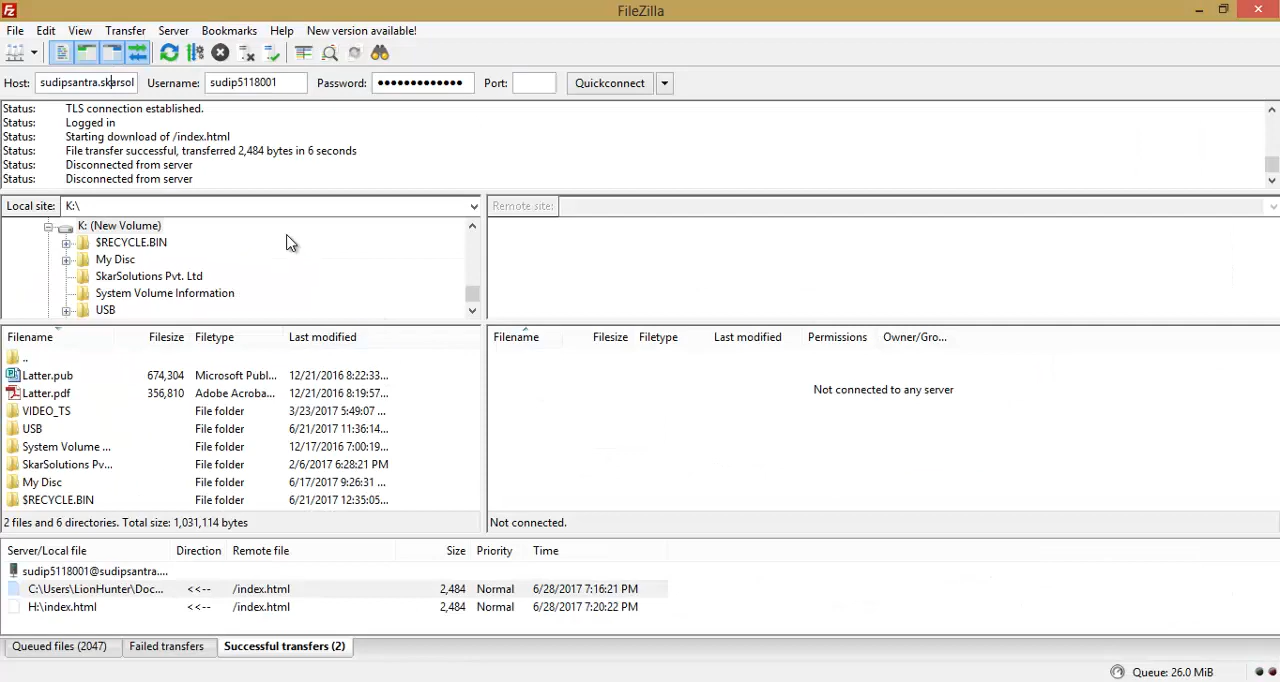 FileZilla
File Edit View Transfer Server Bookmarks Help New version available!
Host: sudipsantra.skarsol Username: sudip5118001 Password: ●●●●●●●●●●●●●● Port: Quickconnect
Status: TLS connection established.
Status: Logged in
Status: Starting download of /index.html
Status: File transfer successful, transferred 2,484 bytes in 6 seconds
Status: Disconnected from server
Status: Disconnected from server
Local site: K:\ Remote site:
K: (New Volume)
$RECYCLE.BIN
My Disc
SkarSolutions Pvt. Ltd
System Volume Information
USB
Filename Filesize Filetype Last modified
..
Latter.pub 674,304 Microsoft Publ... 12/21/2016 8:22:33...
Latter.pdf 356,810 Adobe Acroba... 12/21/2016 8:19:57...
VIDEO_TS File folder 3/23/2017 5:49:07 ...
USB File folder 6/21/2017 11:36:14...
System Volume ... File folder 12/17/2016 7:00:19...
SkarSolutions Pv... File folder 2/6/2017 6:28:21 PM
My Disc File folder 6/17/2017 9:26:31 ...
$RECYCLE.BIN File folder 6/21/2017 12:35:05...
2 files and 6 directories. Total size: 1,031,114 bytes
Filename Filesize Filetype Last modified Permissions Owner/Gro...
Not connected to any server
Not connected.
Server/Local file Direction Remote file Size Priority Time
sudip5118001@sudipsantra....
C:\Users\LionHunter\Doc... <<-- /index.html 2,484 Normal 6/28/2017 7:16:21 PM
H:\index.html <<-- /index.html 2,484 Normal 6/28/2017 7:20:22 PM
Queued files (2047) Failed transfers Successful transfers (2)
Queue: 26.0 MiB